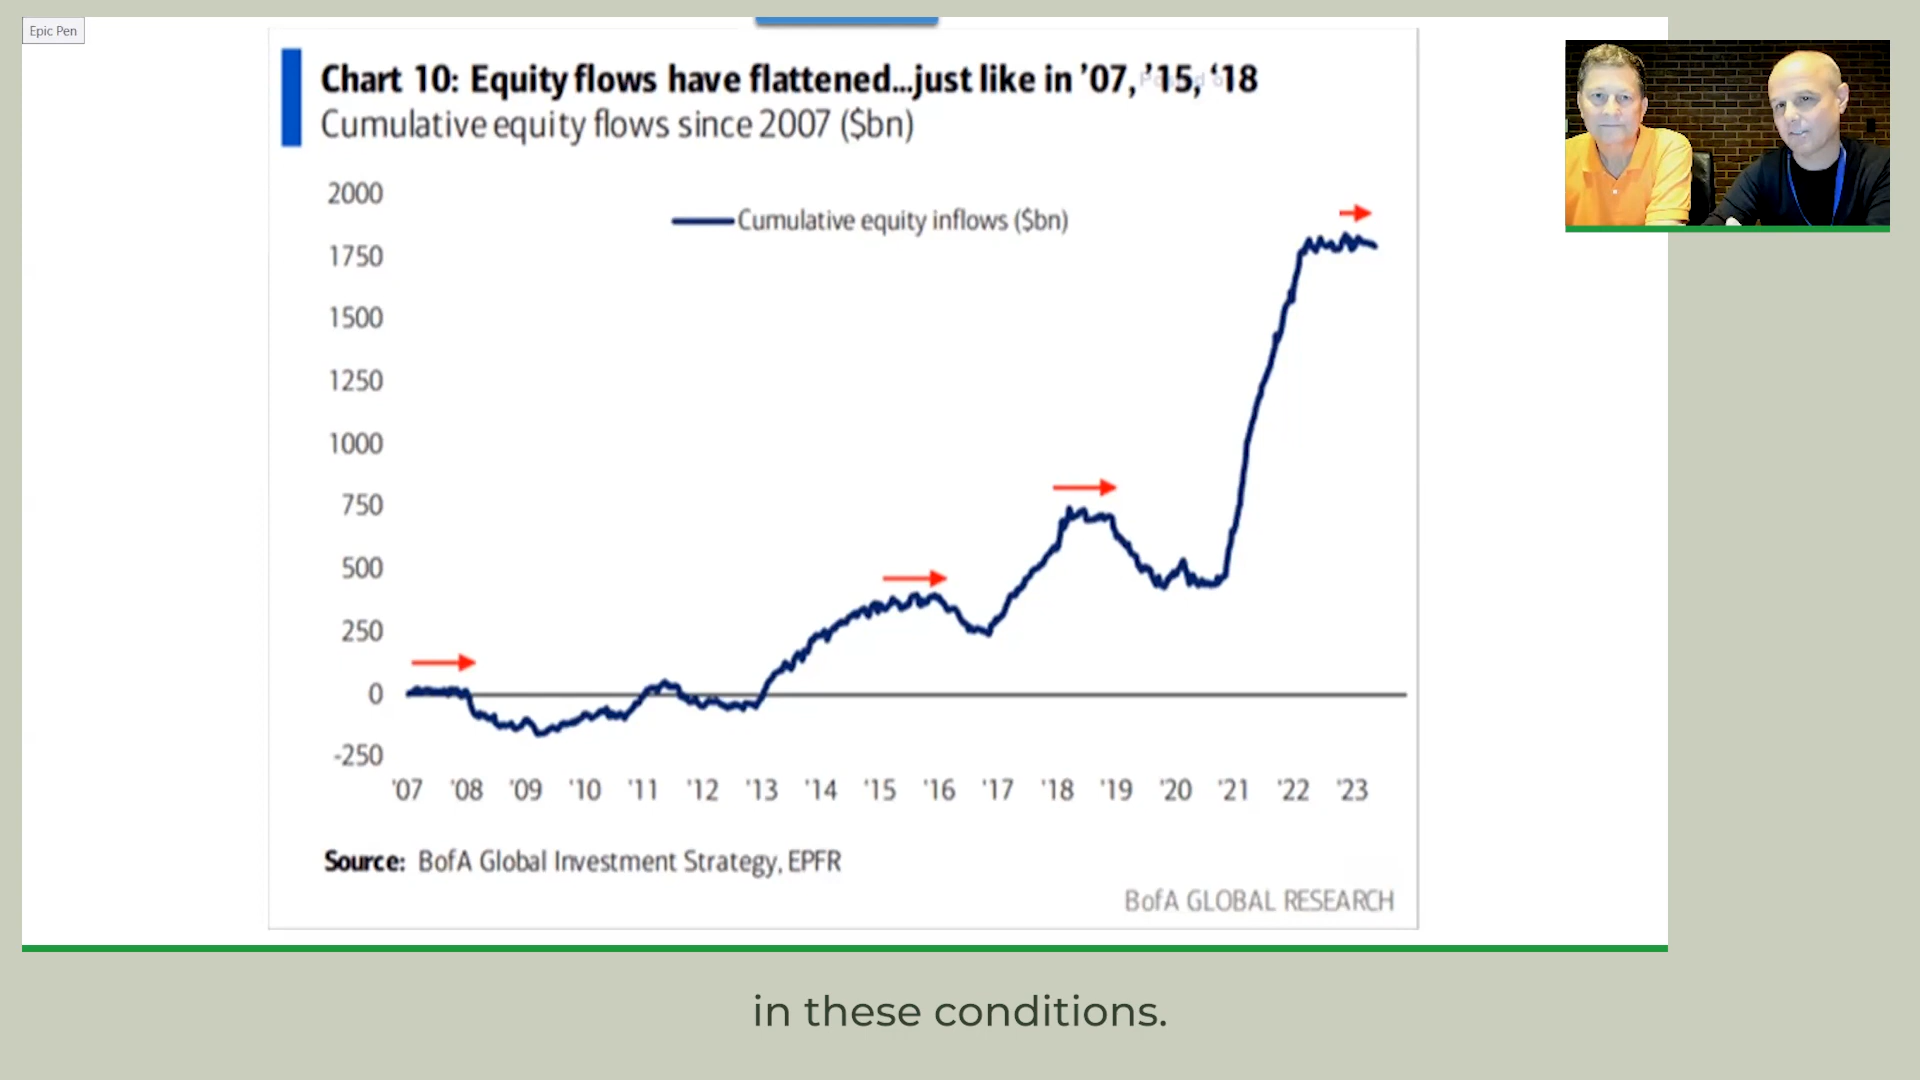 Epic Pen
Chart 10: Equity flows have flattened...just like in ’07, ’15, ‘18
Cumulative equity flows since 2007 ($bn)
Cumulative equity inflows ($bn)
2000
1750
1500
1250
1000
750
500
250
0
-250
'07 '08 '09 '10 '11 '12 '13 '14 '15 '16 '17 '18 '19 '20 '21 '22 '23
Source: BofA Global Investment Strategy, EPFR
BofA GLOBAL RESEARCH
in these conditions.